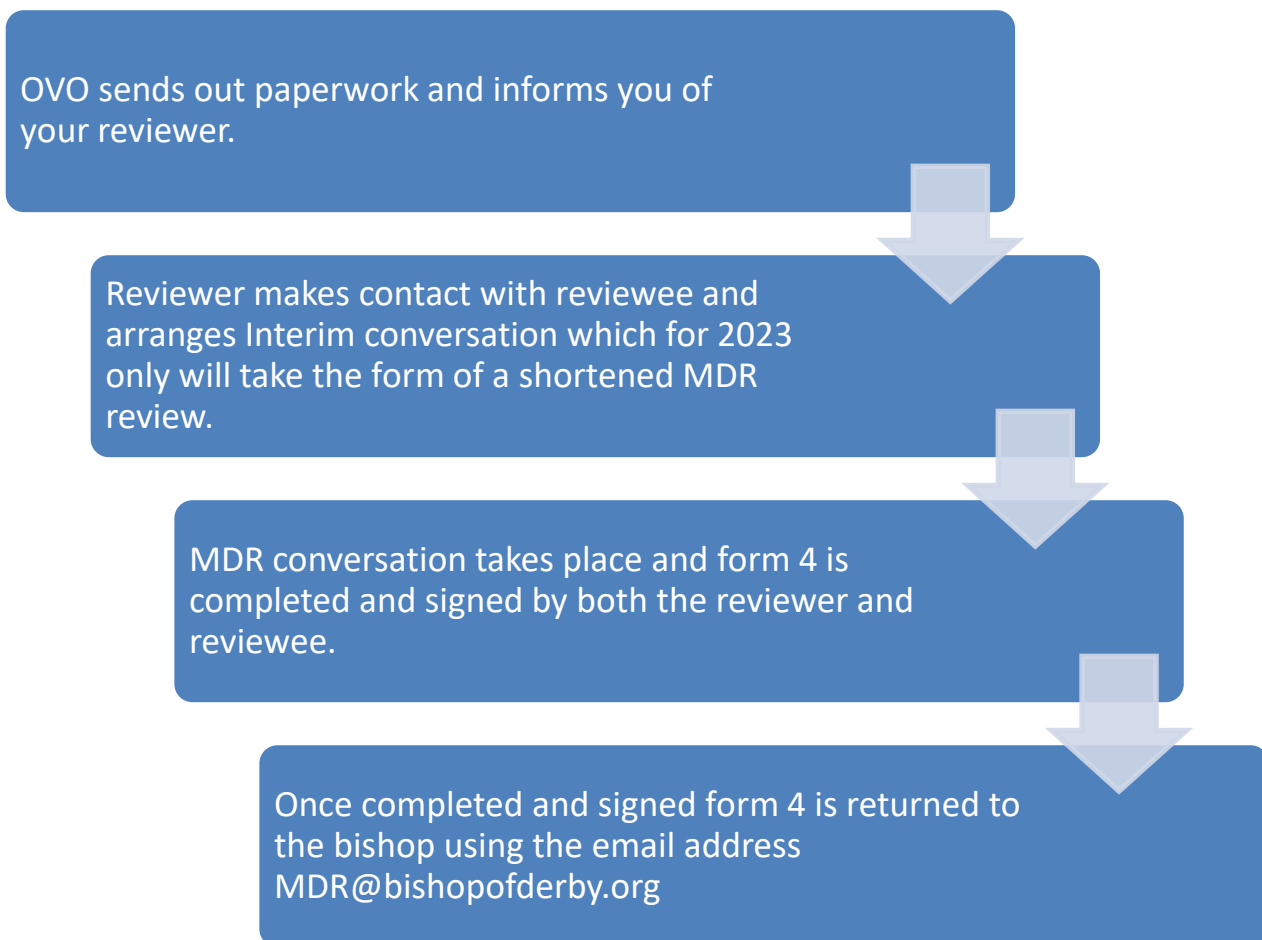 OVO sends out paperwork and informs you of
your reviewer.
Reviewer makes contact with reviewee and
arranges Interim conversation which for 2023
only will take the form of a shortened MDR
review.
MDR conversation takes place and form 4 is
completed and signed by both the reviewer and
reviewee.
Once completed and signed form 4 is returned to
the bishop using the email address
MDR@bishopofderby.org